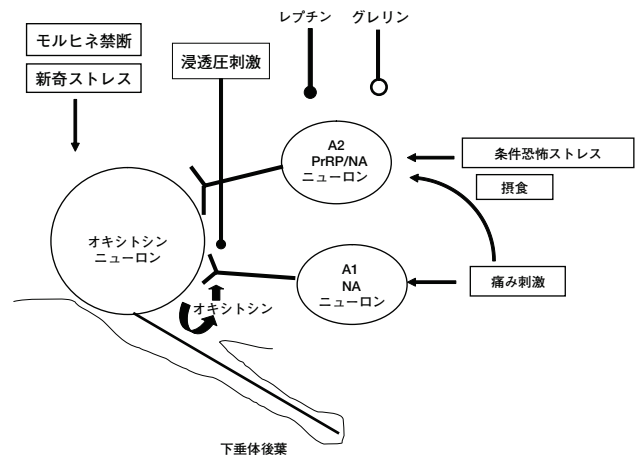 レプチン
グレリン
モルヒネ禁断
新奇ストレス
浸透圧刺激
A2
PrRP/NA
ニューロン
条件恐怖ストレス
摂食
オキシトシン
ニューロン
A1
NA
ニューロン
痛み刺激
オキシトシン
下垂体後葉